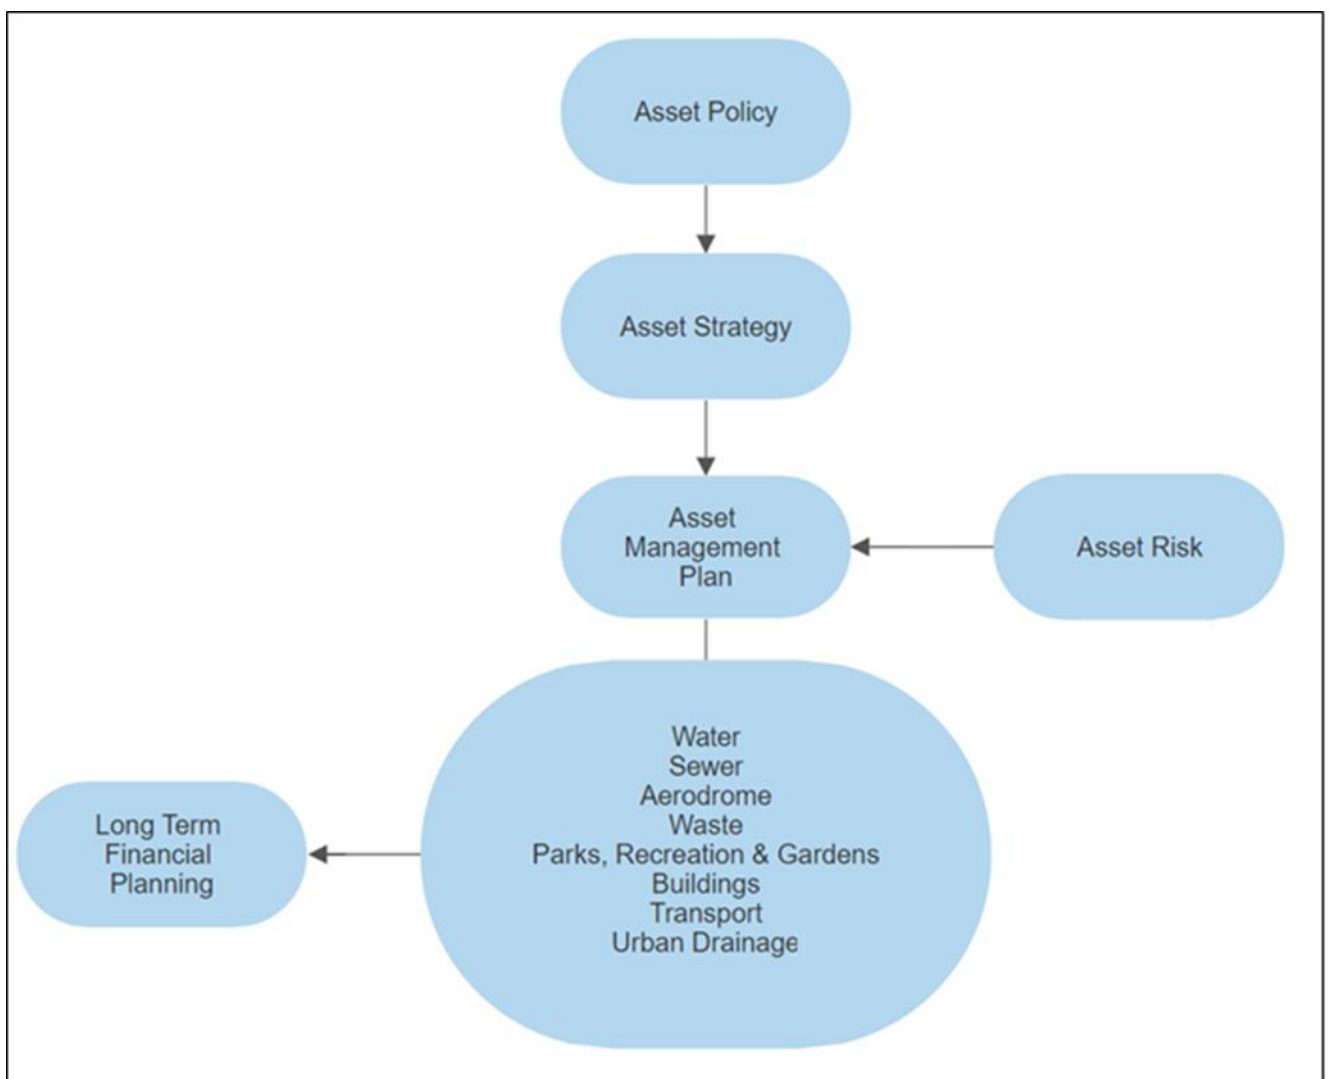 Asset Policy
Asset Strategy
Asset
Management
Plan
Asset Risk
Water
Sewer
Aerodrome
Waste
Parks, Recreation & Gardens
Buildings
Transport
Urban Drainage
Long Term
Financial
Planning